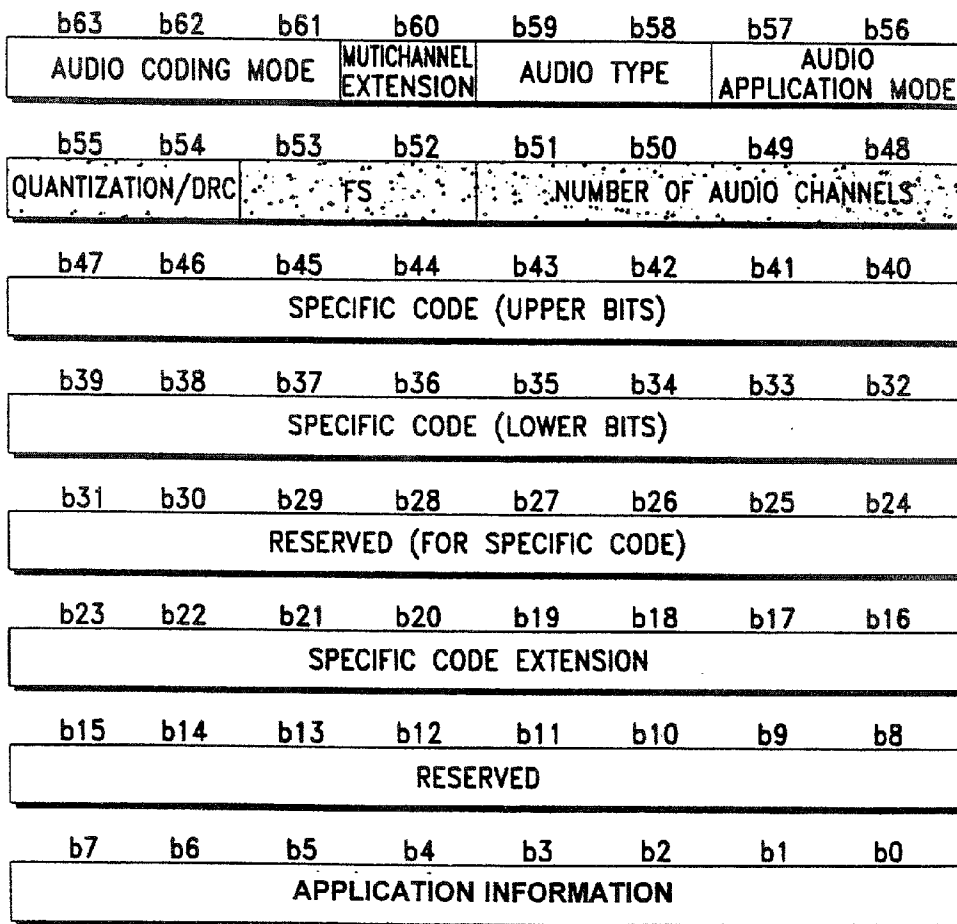 b63 b62 b61 b60 b59 b58 b57 b56
AUDIO CODING MODE MUTICHANNEL EXTENSION AUDIO TYPE AUDIO APPLICATION MODE
b55 b54 b53 b52 b51 b50 b49 b48
QUANTIZATION/DRC FS NUMBER OF AUDIO CHANNELS
b47 b46 b45 b44 b43 b42 b41 b40
SPECIFIC CODE (UPPER BITS)
b39 b38 b37 b36 b35 b34 b33 b32
SPECIFIC CODE (LOWER BITS)
b31 b30 b29 b28 b27 b26 b25 b24
RESERVED (FOR SPECIFIC CODE)
b23 b22 b21 b20 b19 b18 b17 b16
SPECIFIC CODE EXTENSION
b15 b14 b13 b12 b11 b10 b9 b8
RESERVED
b7 b6 b5 b4 b3 b2 b1 b0
APPLICATION INFORMATION